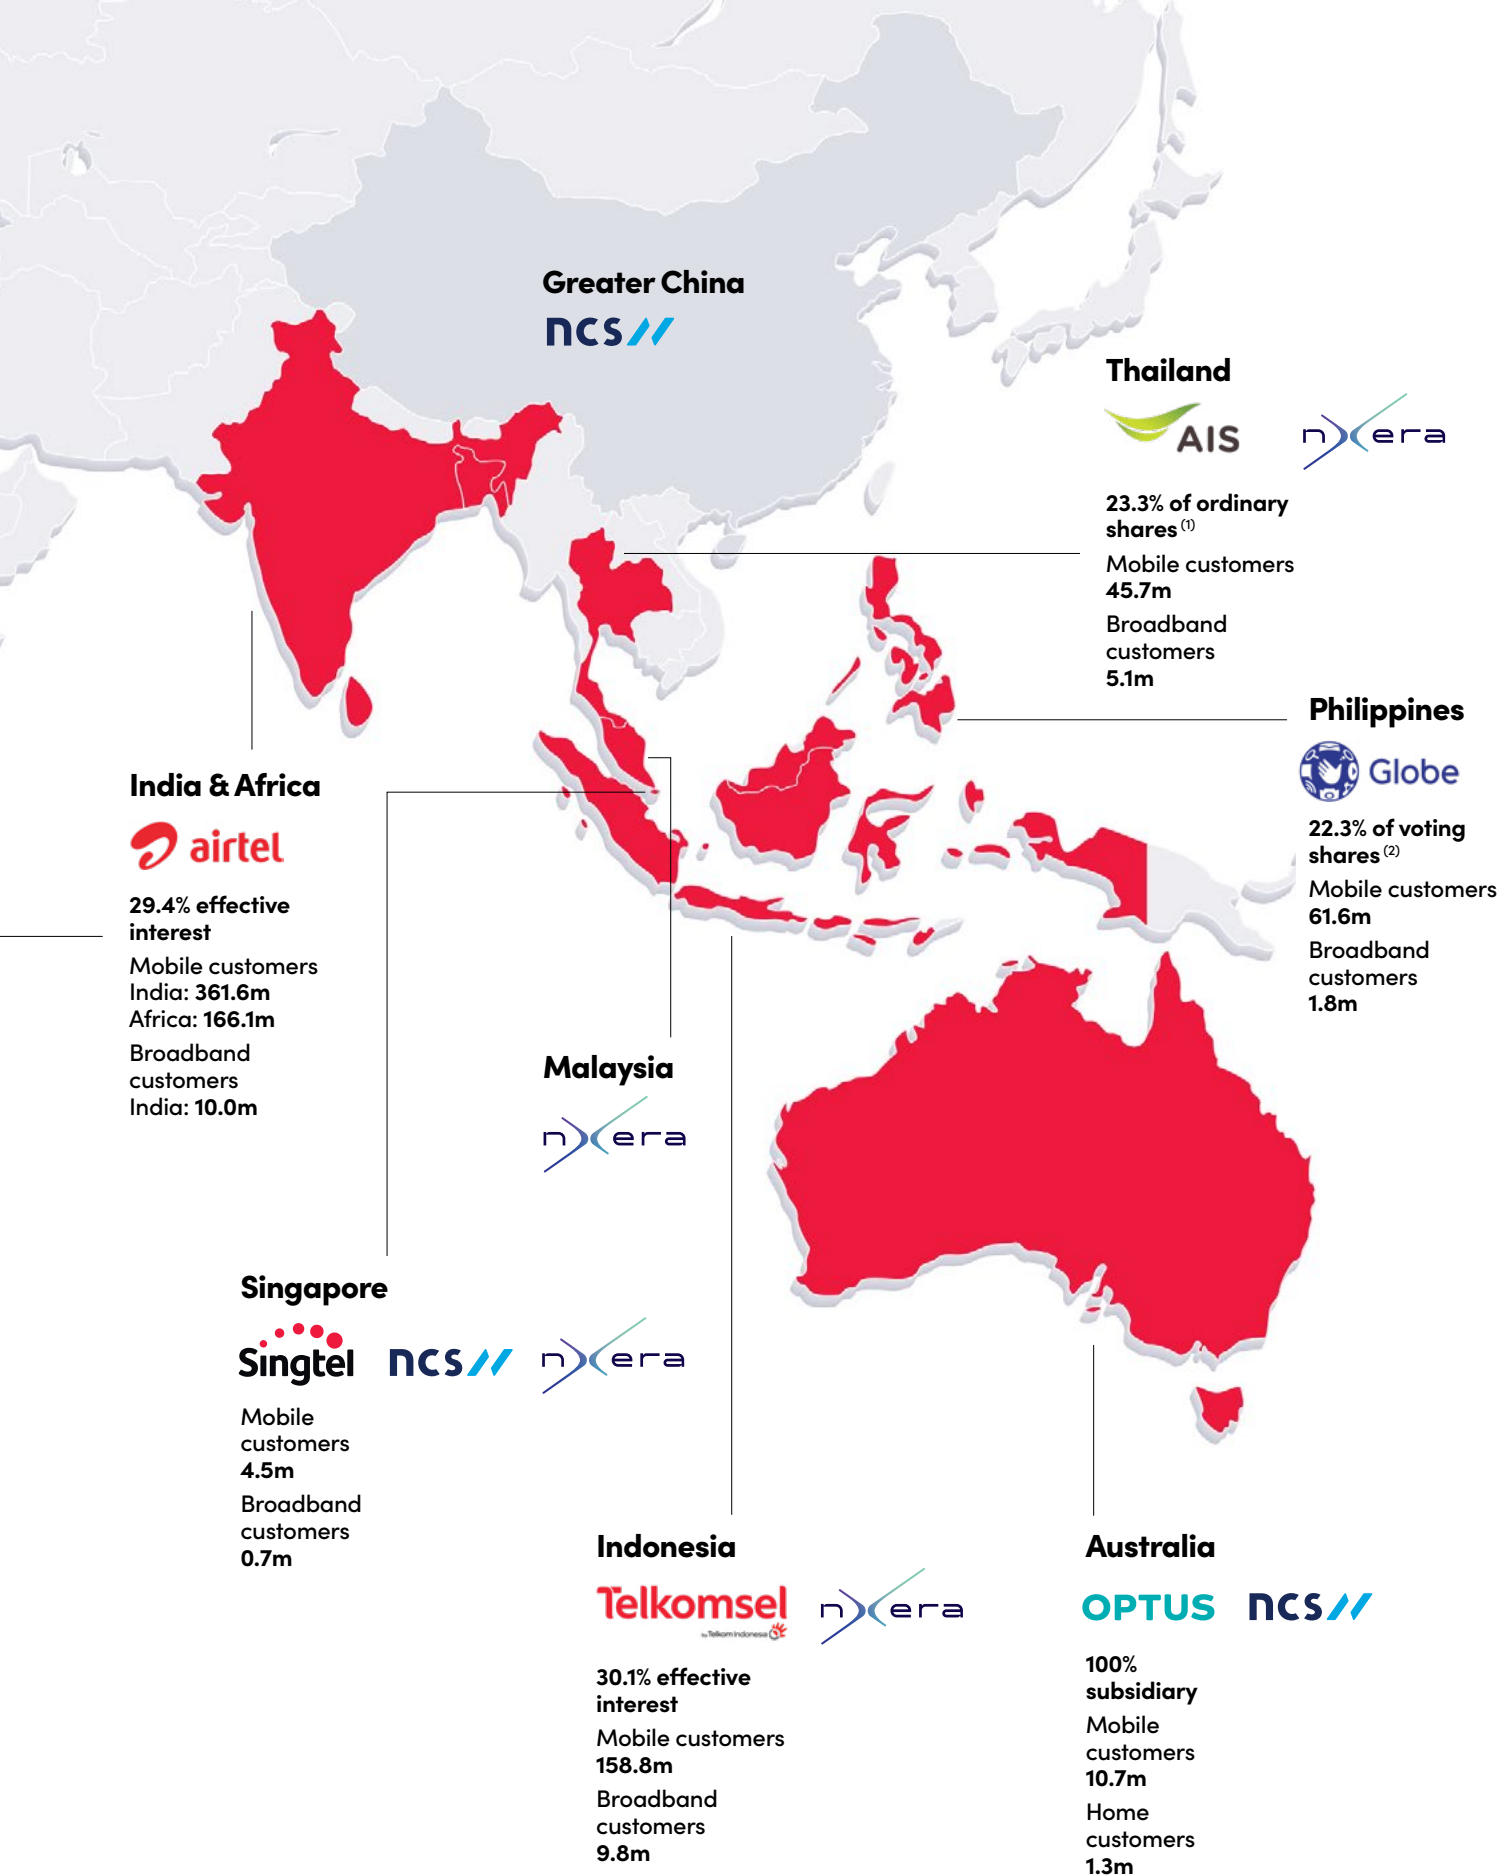 Greater China
ncs
Thailand
AIS
nxera
23.3% of ordinary
shares (1)
Mobile customers
45.7m
Broadband
customers
5.1m
Philippines
Globe
22.3% of voting
shares (2)
Mobile customers
61.6m
Broadband
customers
1.8m
India & Africa
airtel
29.4% effective
interest
Mobile customers
India: 361.6m
Africa: 166.1m
Broadband
customers
India: 10.0m
Malaysia
nxera
Singapore
Singtel ncs nxera
Mobile
customers
4.5m
Broadband
customers
0.7m
Indonesia
Telkomsel
by Telkom Indonesia
nxera
30.1% effective
interest
Mobile customers
158.8m
Broadband
customers
9.8m
Australia
OPTUS ncs
100%
subsidiary
Mobile
customers
10.7m
Home
customers
1.3m